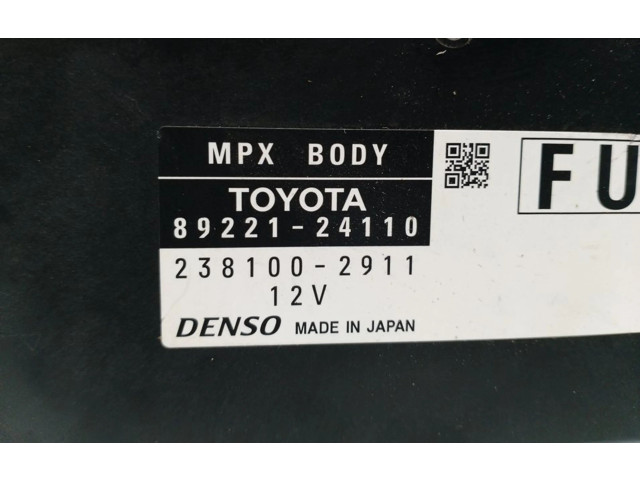 MPX BODY
TOYOTA
89221-24110
238100-2911
12V
DENSO MADE IN JAPAN
FU